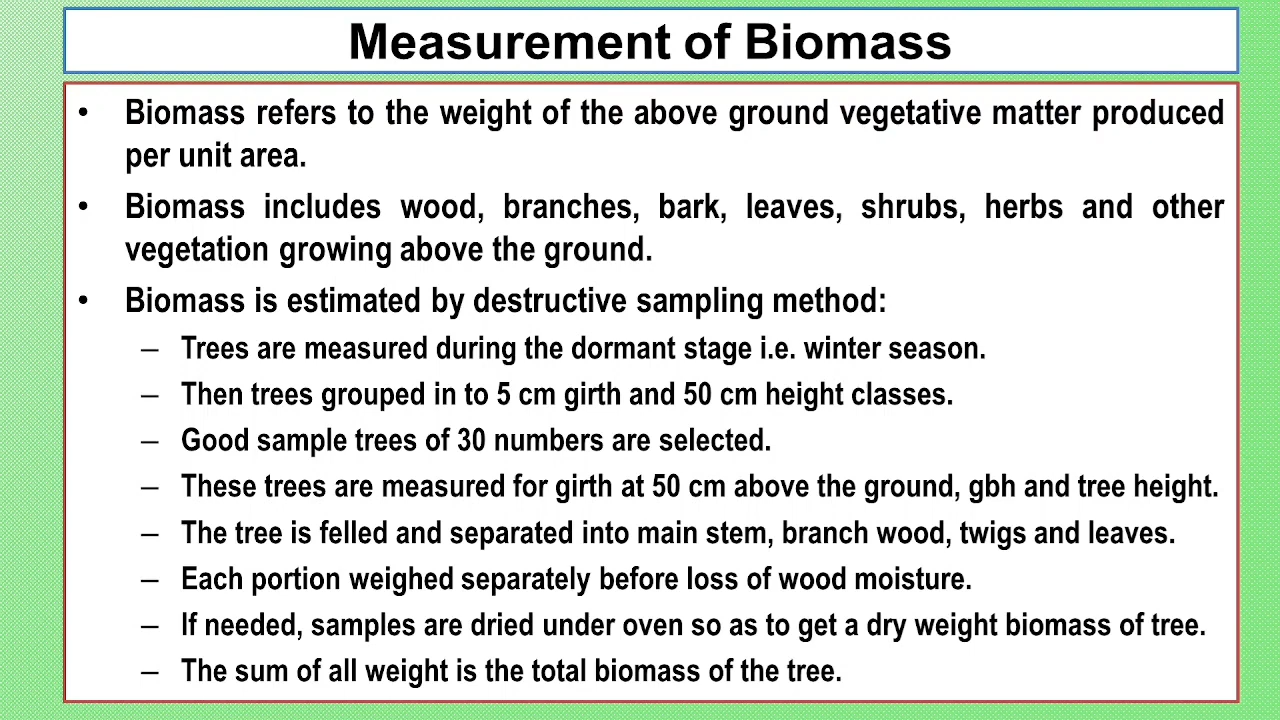 Measurement of Biomass
• Biomass refers to the weight of the above ground vegetative matter produced
per unit area.
• Biomass includes wood, branches, bark, leaves, shrubs, herbs and other
vegetation growing above the ground.
• Biomass is estimated by destructive sampling method:
– Trees are measured during the dormant stage i.e. winter season.
– Then trees grouped in to 5 cm girth and 50 cm height classes.
– Good sample trees of 30 numbers are selected.
– These trees are measured for girth at 50 cm above the ground, gbh and tree height.
– The tree is felled and separated into main stem, branch wood, twigs and leaves.
– Each portion weighed separately before loss of wood moisture.
– If needed, samples are dried under oven so as to get a dry weight biomass of tree.
– The sum of all weight is the total biomass of the tree.